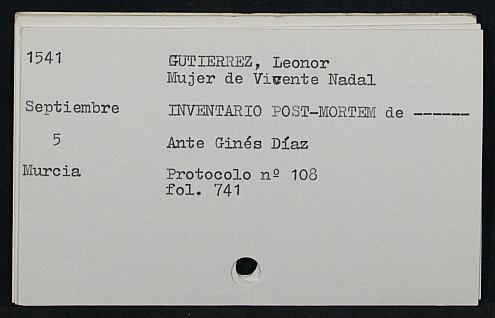 1541 GUTIERREZ, Leonor
Mujer de Vicente Nadal
Septiembre INVENTARIO POST-MORTEM de ------
5 Ante Ginés Díaz
Murcia Protocolo nº 108
fol. 741